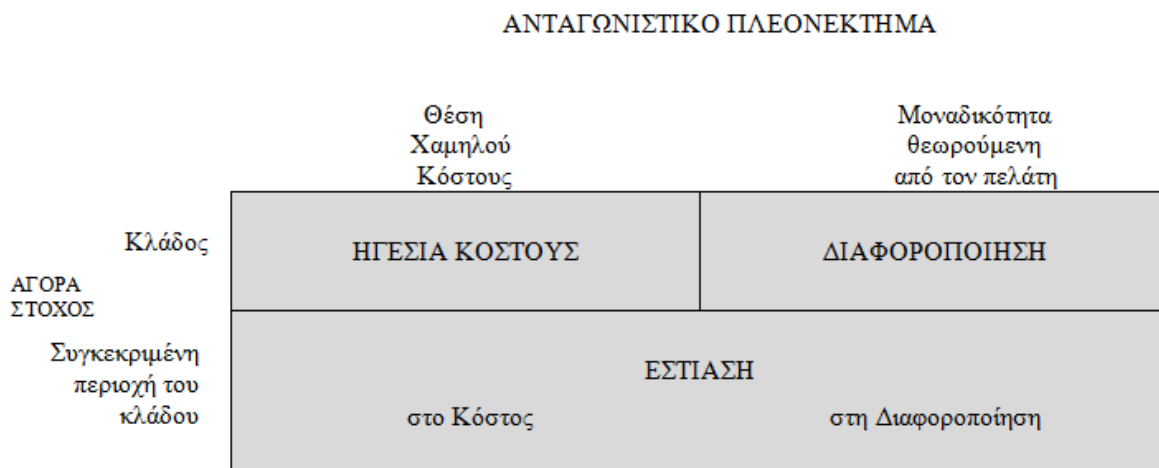 ΑΝΤΑΓΩΝΙΣΤΙΚΟ ΠΛΕΟΝΕΚΤΗΜΑ
Θέση
Χαμηλού
Κόστους
Μοναδικότητα
θεωρούμενη
από τον πελάτη
Κλάδος
ΗΓΕΣΙΑ ΚΟΣΤΟΥΣ
ΔΙΑΦΟΡΟΠΟΙΗΣΗ
ΑΓΟΡΑ
ΣΤΟΧΟΣ
Συγκεκριμένη
περιοχή του
κλάδου
ΕΣΤΙΑΣΗ
στο Κόστος
στη Διαφοροποίηση